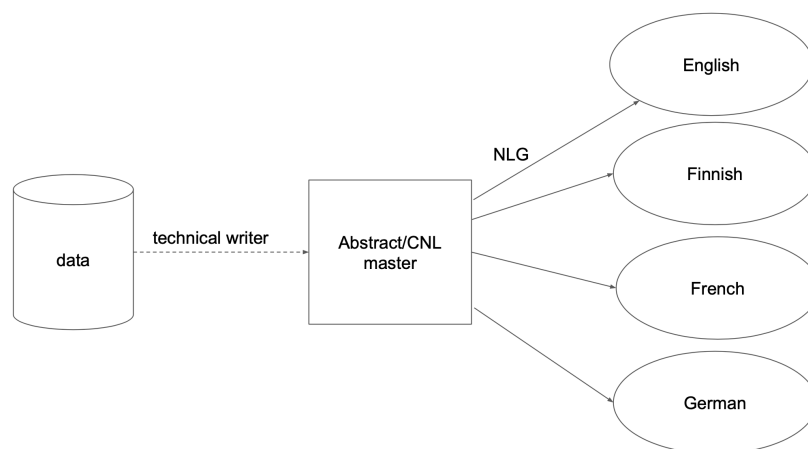 English
NLG
Finnish
technical writer
data
Abstract/CNL
master
French
German